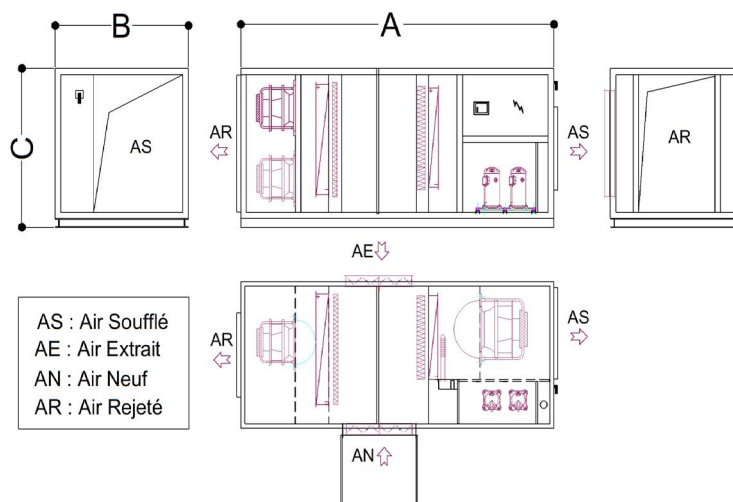 B
A
C
AS
AR
AS
AR
AE
AR
AS
AN
AS : Air Soufflé
AE : Air Extrait
AN : Air Neuf
AR : Air Rejeté